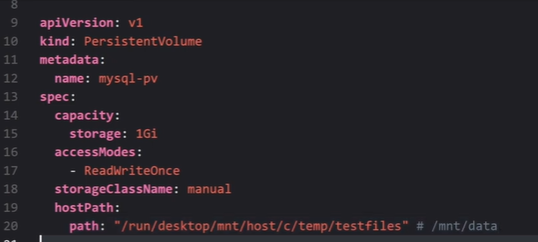 8
9 apiVersion: v1
10 kind: PersistentVolume
11 metadata:
12   name: mysql-pv
13 spec:
14   capacity:
15     storage: 1Gi
16   accessModes:
17     - ReadWriteOnce
18   storageClassName: manual
19   hostPath:
20     path: "/run/desktop/mnt/host/c/temp/testfiles" # /mnt/data
21